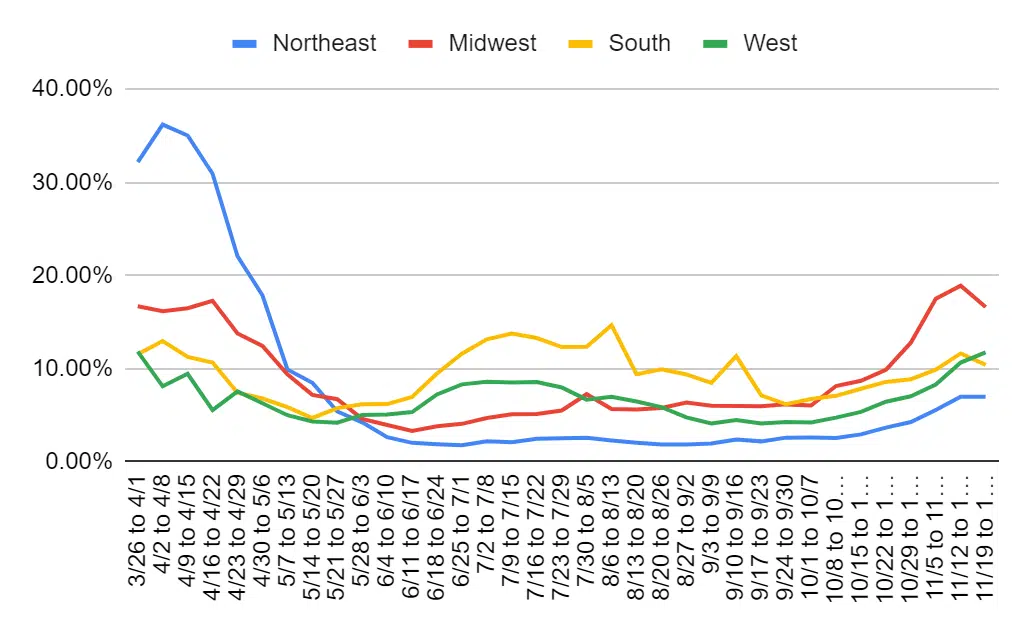 Northeast
Midwest
South
West
40.00%
30.00%
20.00%
10.00%
0.00%
3/26 to 4/1
4/2 to 4/8
4/9 to 4/15
4/16 to 4/22
4/23 to 4/29
4/30 to 5/6
5/7 to 5/13
5/14 to 5/20
5/21 to 5/27
5/28 to 6/3
6/4 to 6/10
6/11 to 6/17
6/18 to 6/24
6/25 to 7/1
7/2 to 7/8
7/9 to 7/15
7/16 to 7/22
7/23 to 7/29
7/30 to 8/5
8/6 to 8/13
8/13 to 8/20
8/20 to 8/26
8/27 to 9/2
9/3 to 9/9
9/10 to 9/16
9/17 to 9/23
9/24 to 9/30
10/1 to 10/7
10/8 to 10...
10/15 to 1...
10/22 to 1...
10/29 to 1...
11/5 to 11...
11/12 to 1...
11/19 to 1...